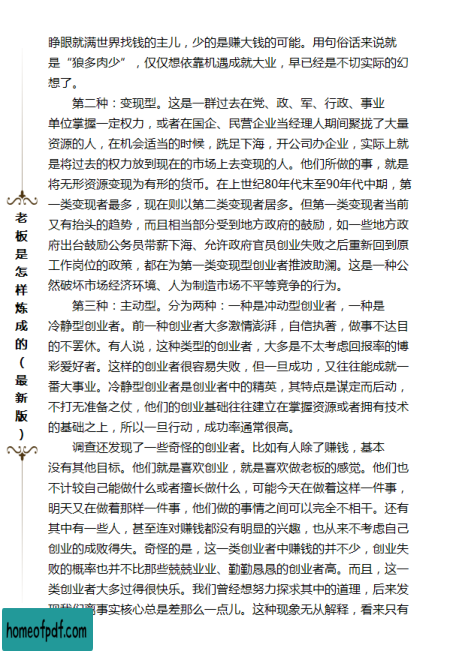 睁眼就满世界找钱的主儿，少的是赚大钱的可能。用句俗话来说就
是“狼多肉少”，仅仅想依靠机遇成就大业，早已经是不切实际的幻
想了。
第二种：变现型。这是一群过去在党、政、军、行政、事业
单位掌握一定权力，或者在国企、民营企业当经理人期间聚拢了大量
资源的人，在机会适当的时候，跣足下海，开公司办企业，实际上就
是将过去的权力放到现在的市场上去变现的人。他们所做的事，就是
将无形资源变现为有形的货币。在上世纪80年代末至90年代中期，第
一类变现者最多，现在则以第二类变现者居多。但第一类变现者当前
又有抬头的趋势，而且相当部分受到地方政府的鼓励，如一些地方政
府出台鼓励公务员带薪下海、允许政府官员创业失败之后重新回到原
工作岗位的政策，都在为第一类变现型创业者推波助澜。这是一种公
然破坏市场经济环境、人为制造市场不平等竞争的行为。
第三种：主动型。分为两种：一种是冲动型创业者，一种是
冷静型创业者。前一种创业者大多激情澎湃，自信执著，做事不达目
的不罢休。有人说，这种类型的创业者，大多是不太考虑回报率的博
彩爱好者。这样的创业者很容易失败，但一旦成功，又往往能成就一
番大事业。冷静型创业者是创业者中的精英，其特点是谋定而后动，
不打无准备之仗，他们的创业基础往往建立在掌握资源或者拥有技术
的基础之上，所以一旦行动，成功率通常很高。
调查还发现了一些奇怪的创业者。比如有人除了赚钱，基本
没有其他目标。他们就是喜欢创业，就是喜欢做老板的感觉。他们也
不计较自己能做什么或者擅长做什么，可能今天在做着这样一件事，
明天又在做着那样一件事，他们做的事情之间可以完全不相干。还有
其中有一些人，甚至连对赚钱都没有明显的兴趣，也从来不考虑自己
创业的成败得失。奇怪的是，这一类创业者中赚钱的并不少，创业失
败的概率也并不比那些兢兢业业、勤勤恳恳的创业者高。而且，这一
类创业者大多过得很快乐。我们曾经想努力探求其中的道理，后来发
现我们离事实核心总是差那么一点儿。这种现象无从解释，看来只有
老板是怎样炼成的（最新版）
homeofpdf.com